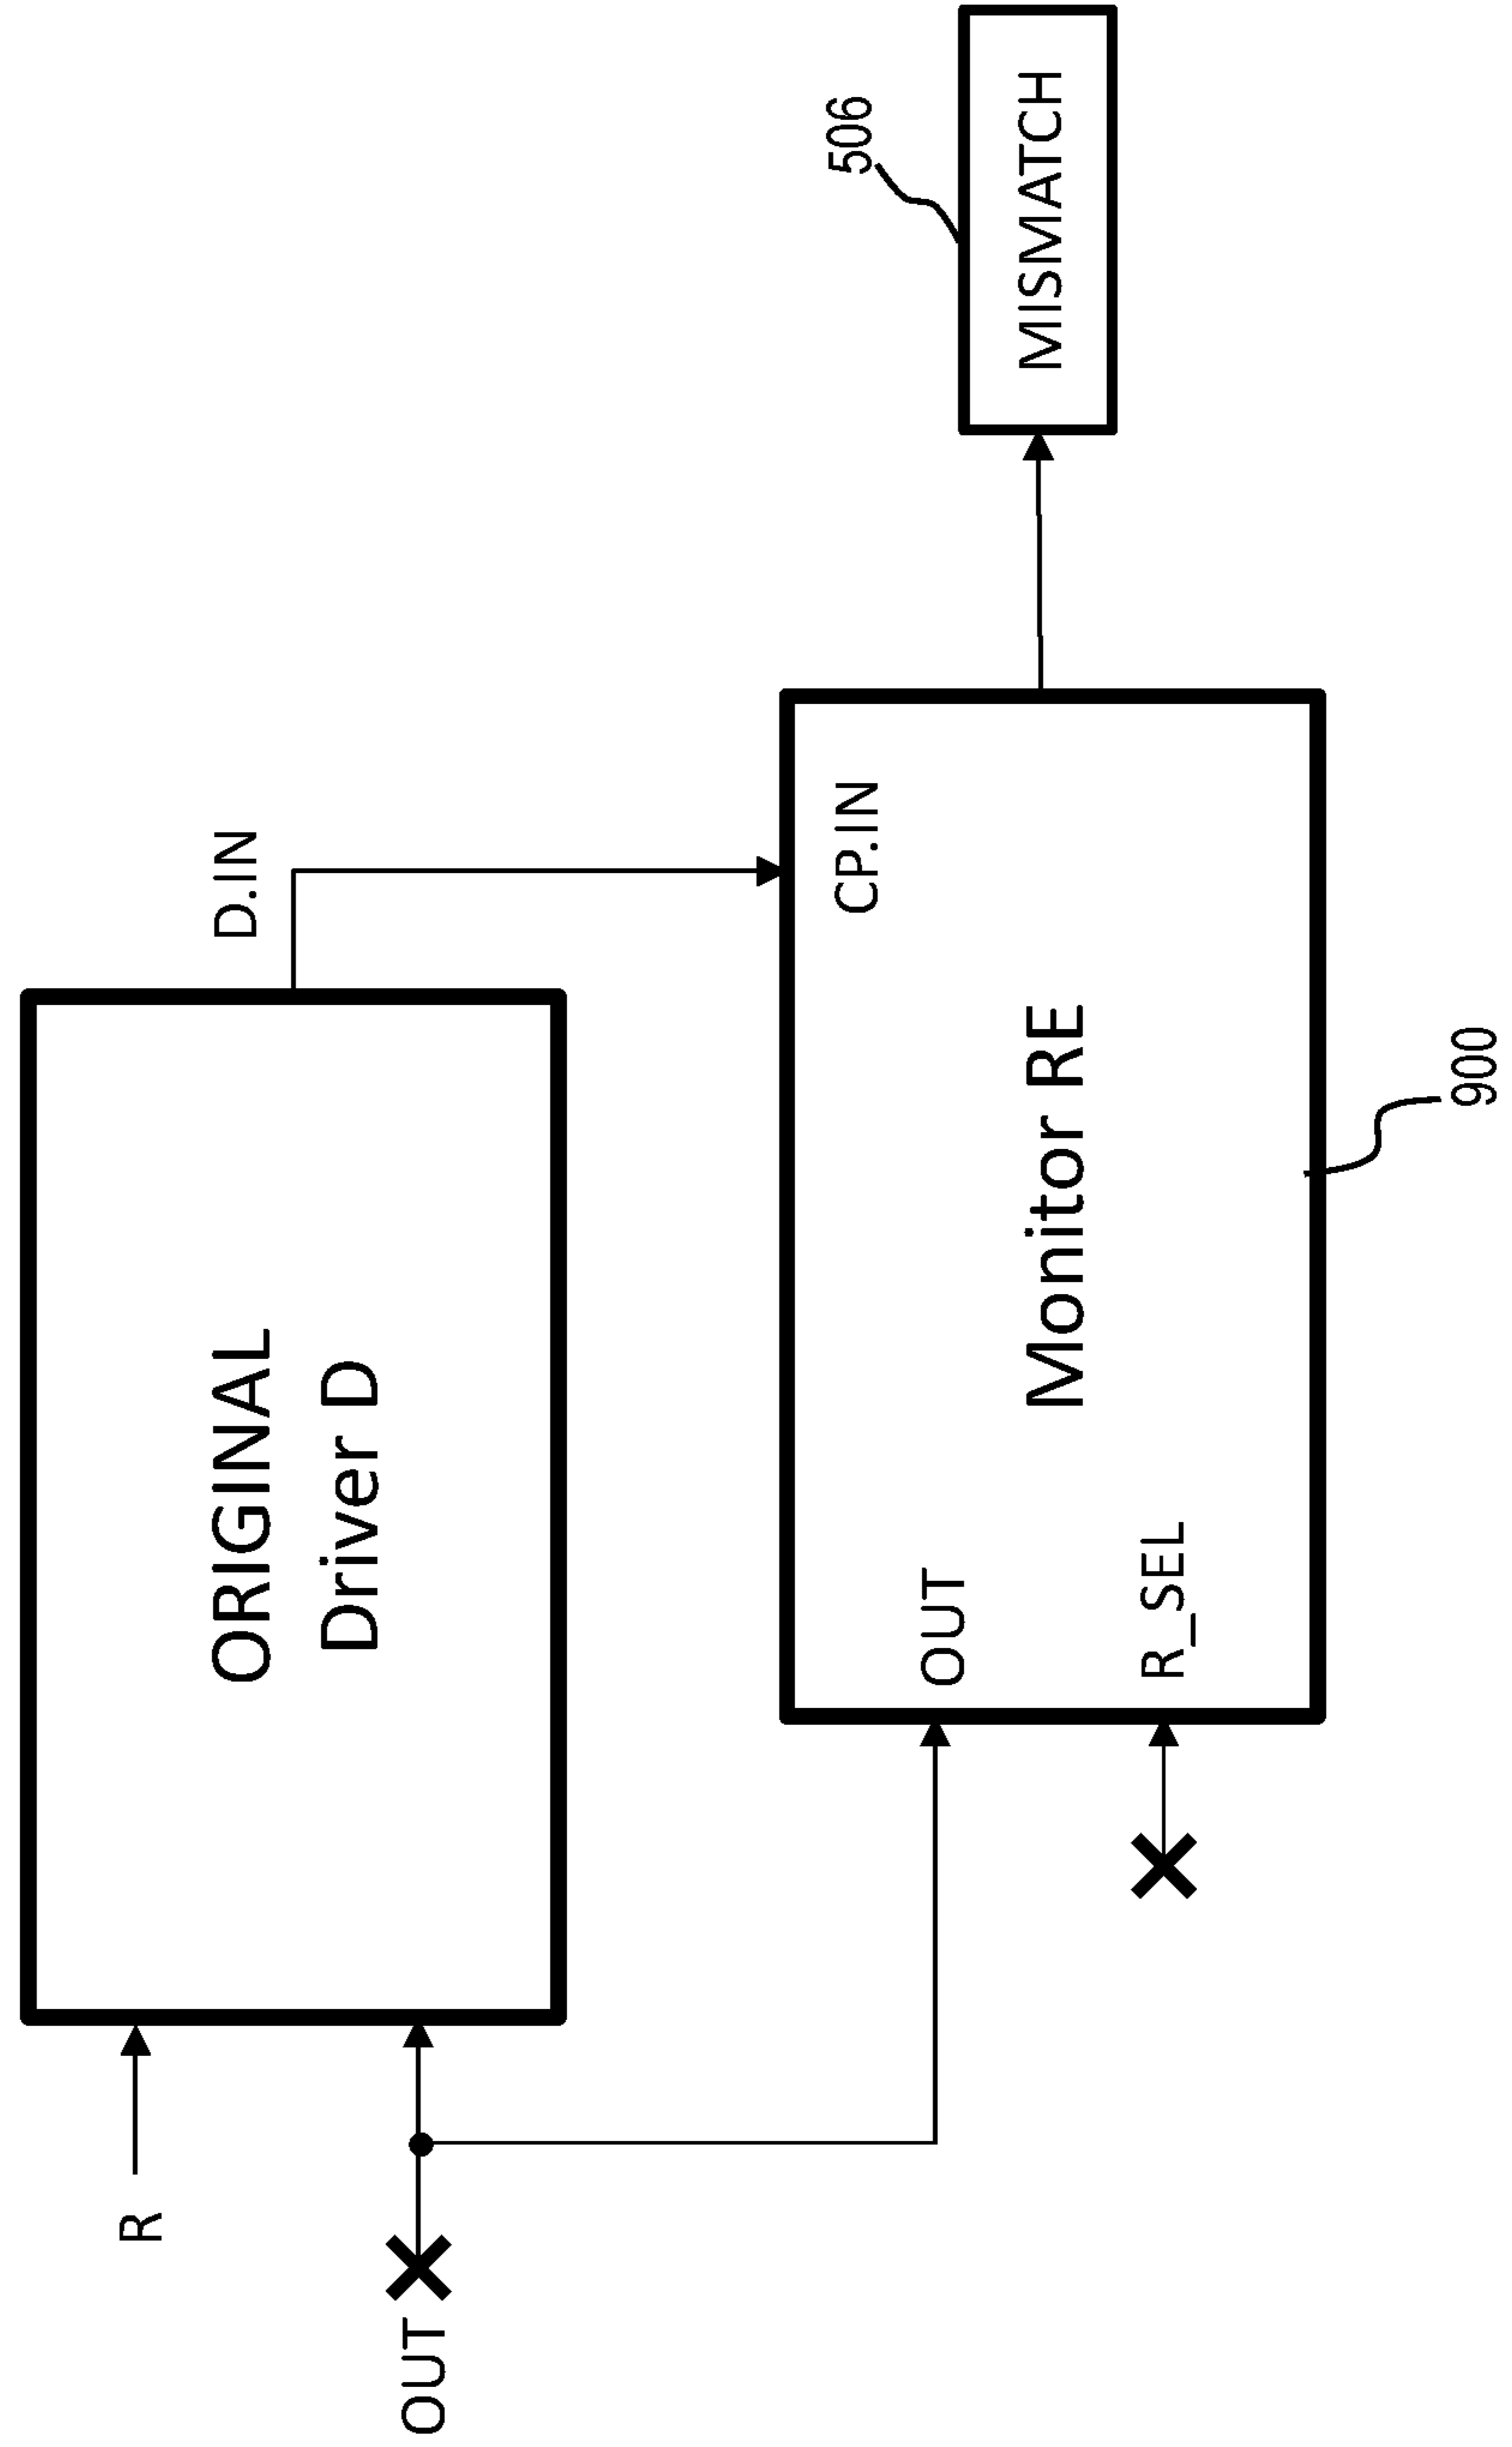 R
OUT
ORIGINAL
Driver D
D.IN
OUT
R_SEL
Monitor RE
CP.IN
900
MISMATCH
506